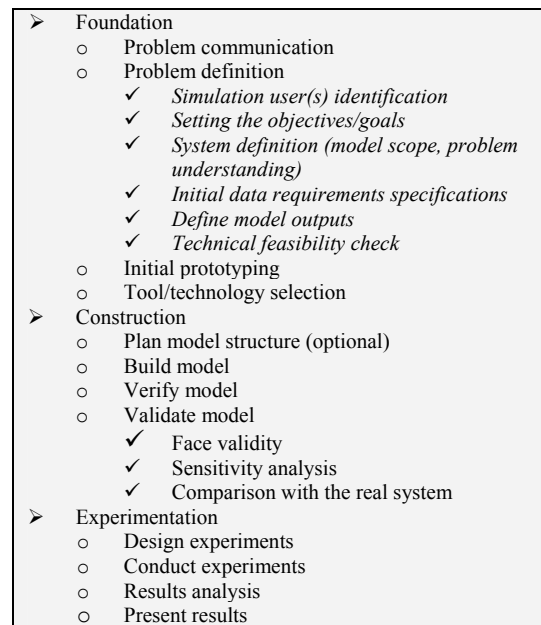 ➢ Foundation
o Problem communication
o Problem definition
✓ Simulation user(s) identification
✓ Setting the objectives/goals
✓ System definition (model scope, problem
understanding)
✓ Initial data requirements specifications
✓ Define model outputs
✓ Technical feasibility check
o Initial prototyping
o Tool/technology selection
➢ Construction
o Plan model structure (optional)
o Build model
o Verify model
o Validate model
✓ Face validity
✓ Sensitivity analysis
✓ Comparison with the real system
➢ Experimentation
o Design experiments
o Conduct experiments
o Results analysis
o Present results